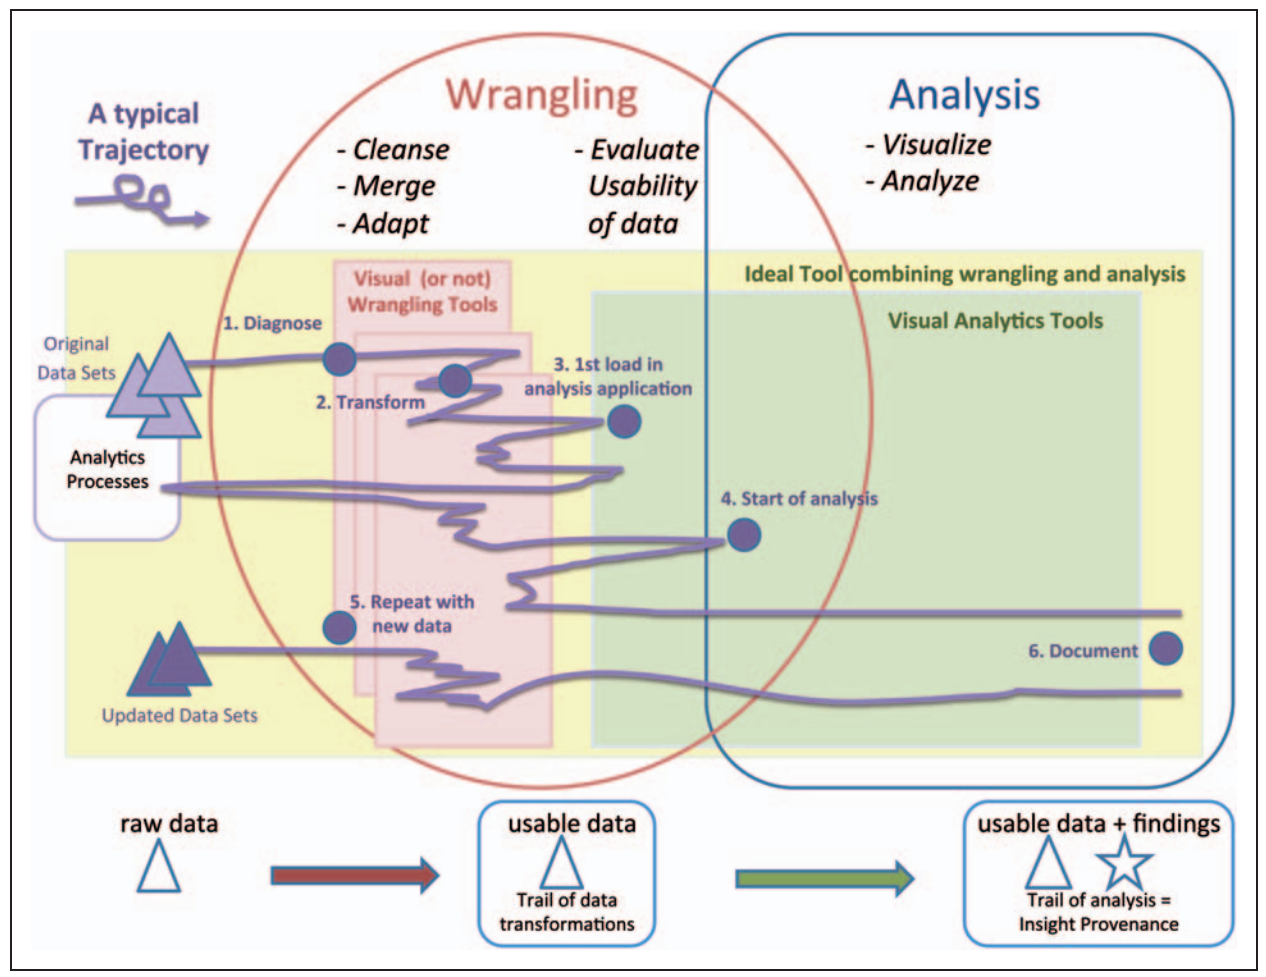 Wrangling
Analysis
A typical
Trajectory
- Cleanse
- Merge
- Adapt
- Evaluate
Usability
of data
- Visualize
- Analyze
Visual (or not)
Wrangling Tools
Ideal Tool combining wrangling and analysis
Visual Analytics Tools
Original
Data Sets
1. Diagnose
2. Transform
3. 1st load in
analysis application
Analytics
Processes
4. Start of analysis
5. Repeat with
new data
6. Document
Updated Data Sets
raw data
usable data
Trail of data
transformations
usable data + findings
Trail of analysis =
Insight Provenance